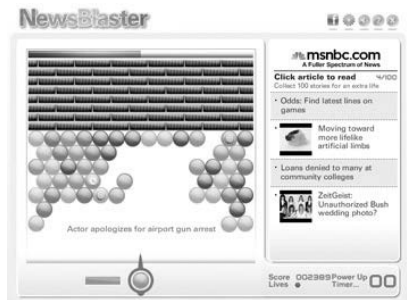 NewsBlaster
msnbc.com
A Fuller Spectrum of News
Click article to read 4/100
Collect 100 stories for an extra life
· Odds: Find latest lines on
games
· Moving toward
more lifelike
artificial limbs
· Loans denied to many at
community colleges
· ZeitGeist:
Unauthorized Bush
wedding photo?
Actor apologizes for airport gun arrest
Score 002389 Power Up 00
Lives Timer...